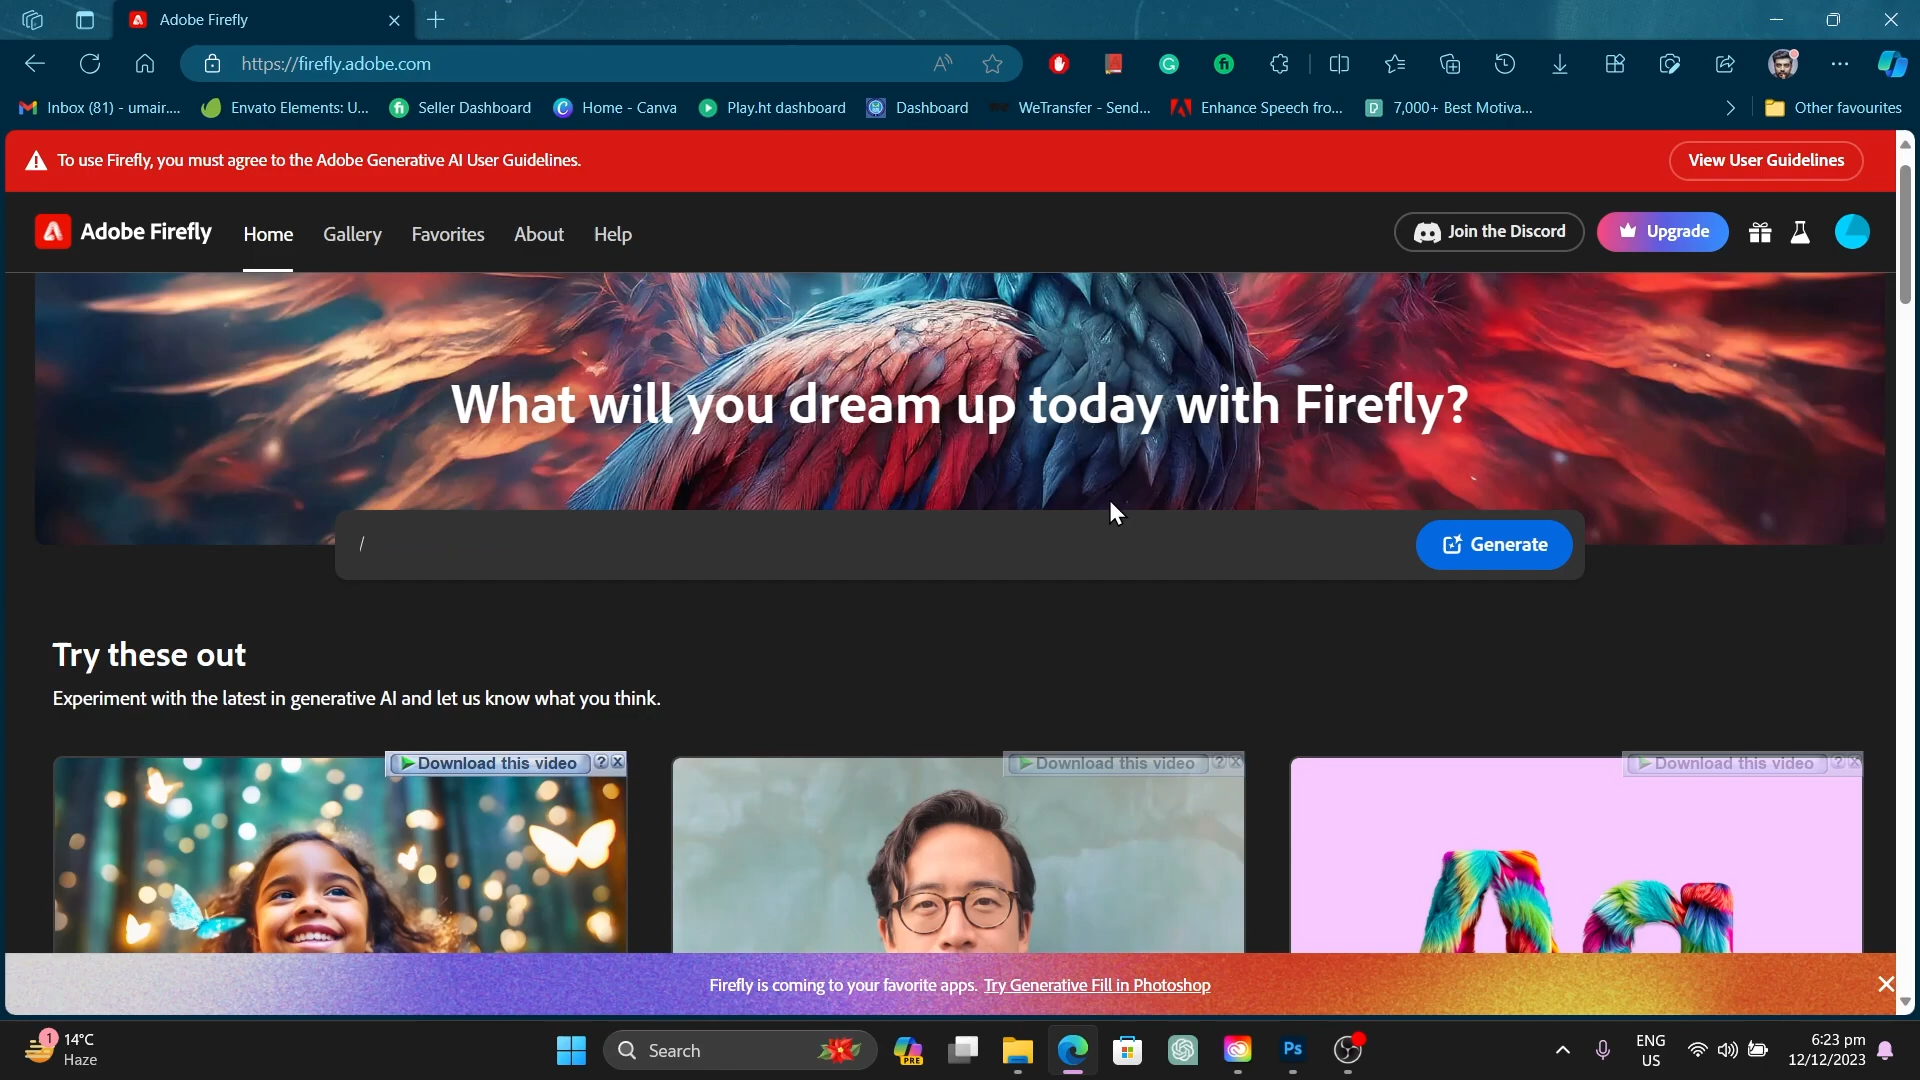 Adobe Firefly
https://firefly.adobe.com
Inbox (81) - umair....
Envato Elements: U...
Seller Dashboard
Home - Canva
Play.ht dashboard
Dashboard
WeTransfer - Send...
Enhance Speech fro...
7,000+ Best Motiva...
Other favourites
To use Firefly, you must agree to the Adobe Generative AI User Guidelines.
View User Guidelines
Adobe Firefly
Home
Gallery
Favorites
About
Help
Join the Discord
Upgrade
What will you dream up today with Firefly?
/
Generate
Try these out
Experiment with the latest in generative AI and let us know what you think.
Download this video
Download this video
Download this video
Firefly is coming to your favorite apps. Try Generative Fill in Photoshop
1
14°C
Haze
Search
PRE
Ps
ENG
US
6:23 pm
12/12/2023